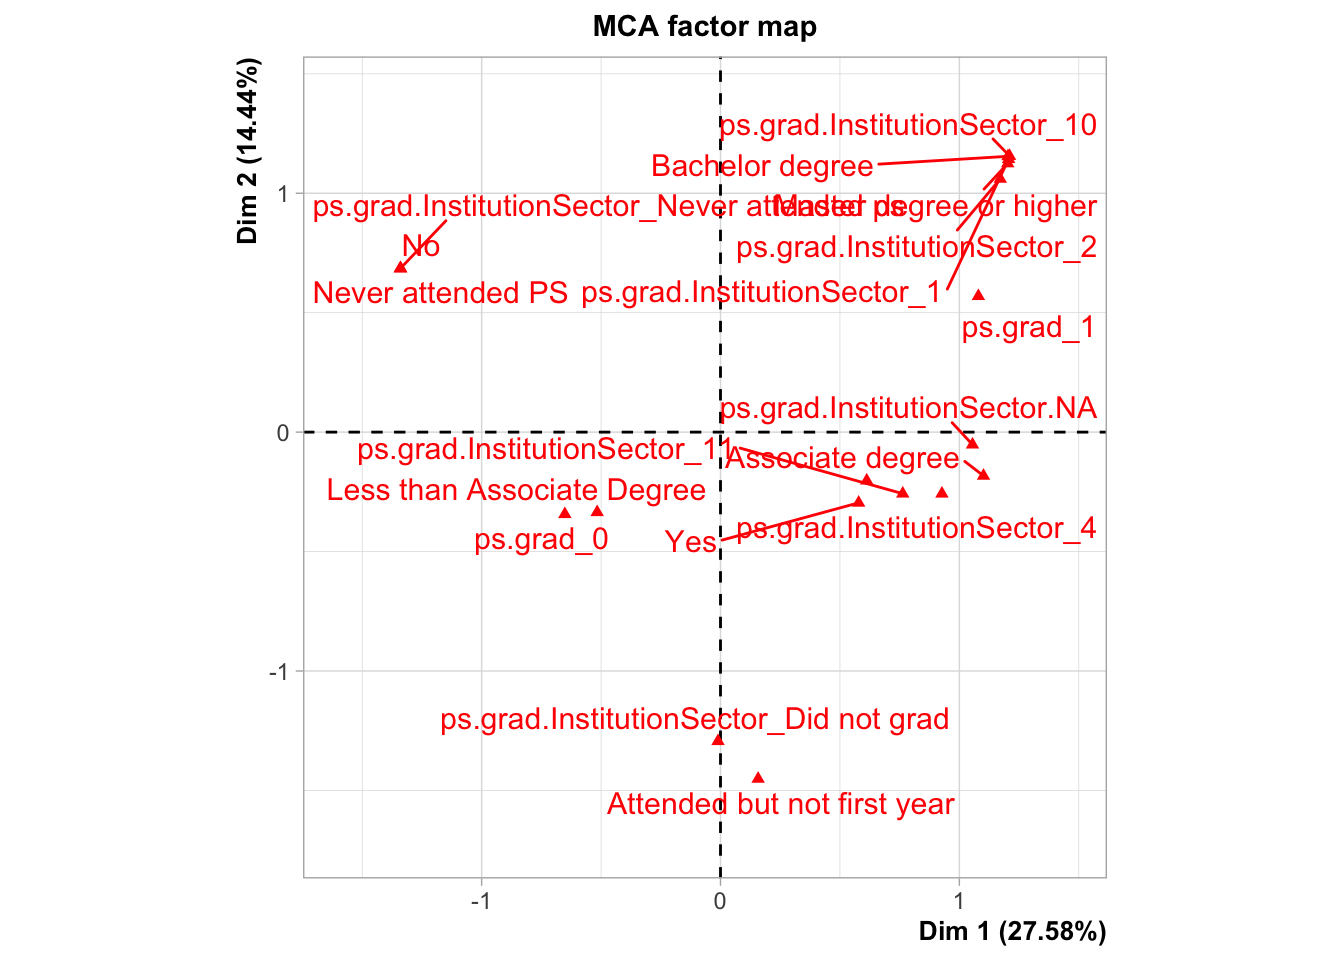 MCA factor map
Dim 2 (14.44%)
ps.grad.InstitutionSector_10
Bachelor degree
1
ps.grad.InstitutionSector_Never attended ps
Master degree or higher
No
ps.grad.InstitutionSector_2
Never attended PS
ps.grad.InstitutionSector_1
ps.grad_1
ps.grad.InstitutionSector.NA
0
ps.grad.InstitutionSector_11
Associate degree
Less than Associate Degree
ps.grad_0
Yes
ps.grad.InstitutionSector_4
-1
ps.grad.InstitutionSector_Did not grad
Attended but not first year
-1
0
1
Dim 1 (27.58%)